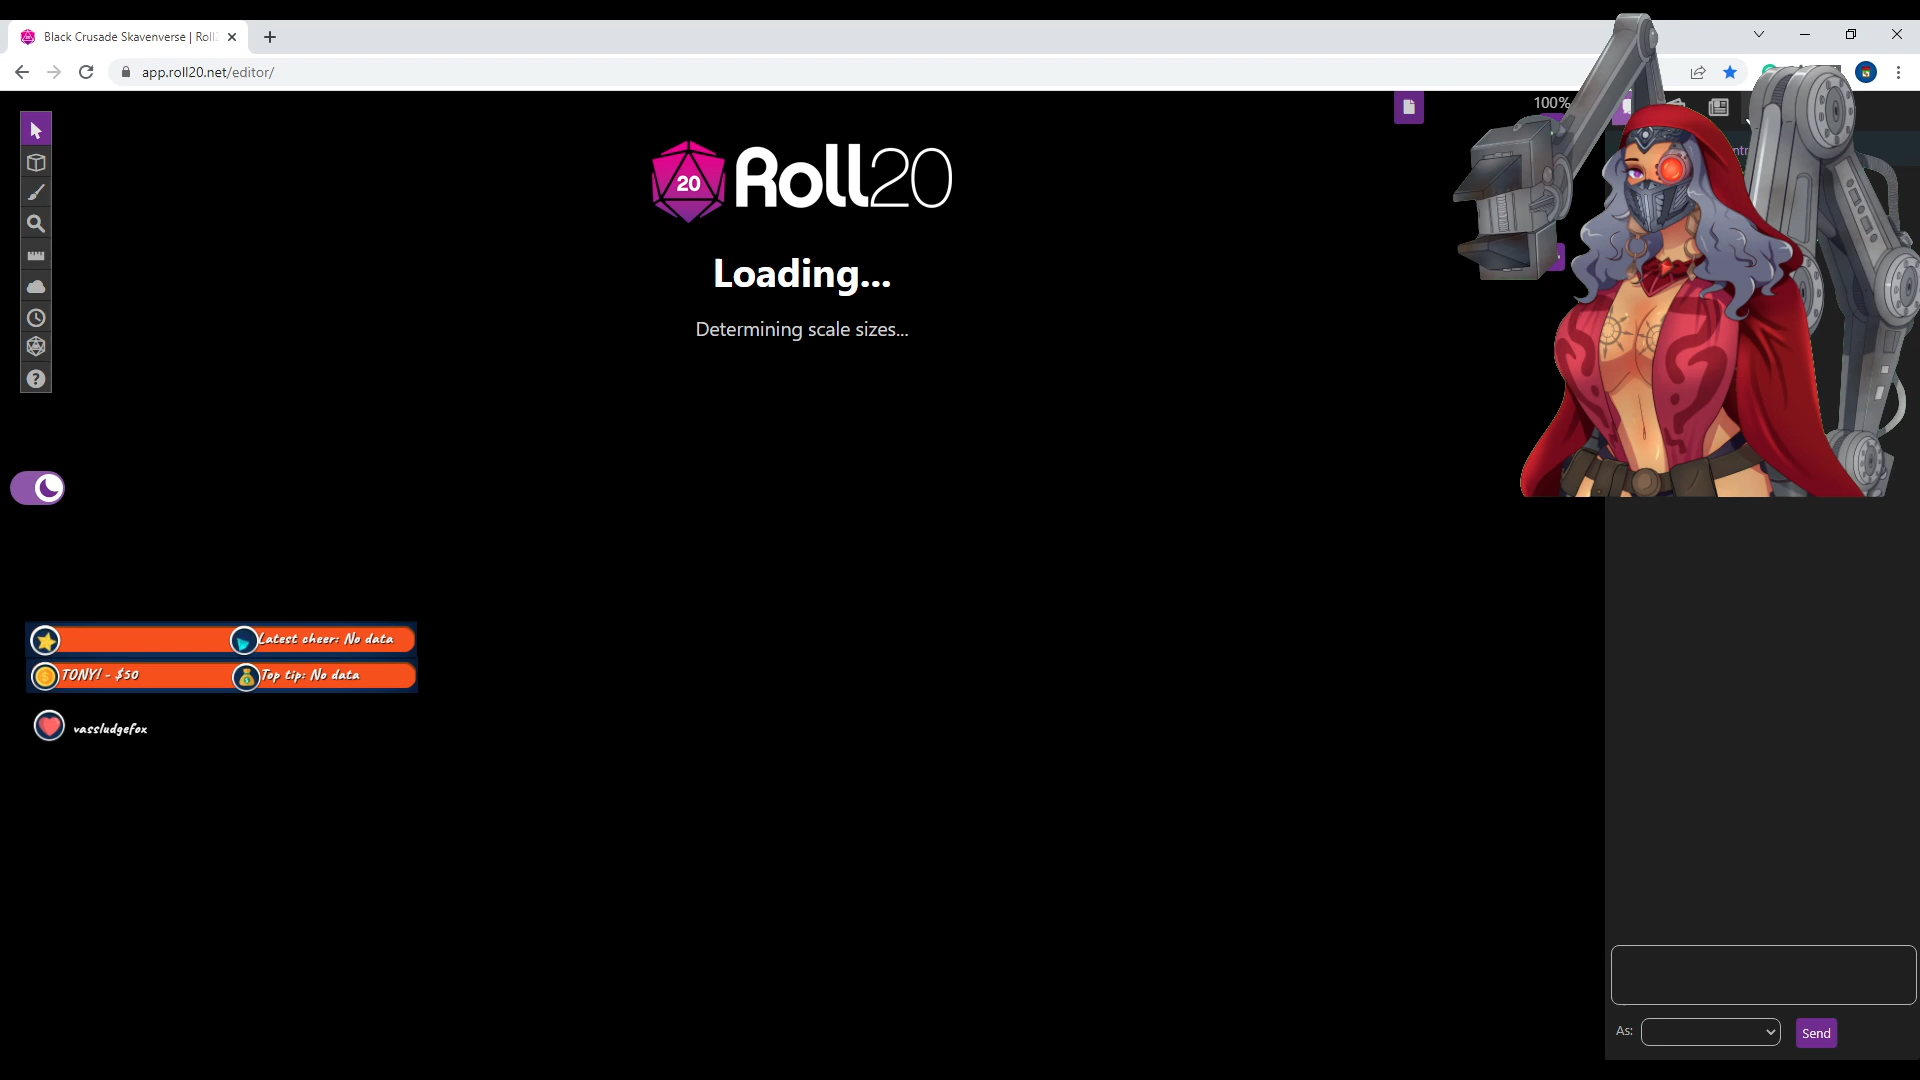 Black Crusade Skavenverse | Roll2
app.roll20.net/editor/
100%
20 Roll20
Loading...
Determining scale sizes...
Latest cheer: No data
TONY! - $50
Top tip: No data
vassludgefox
As:
Send